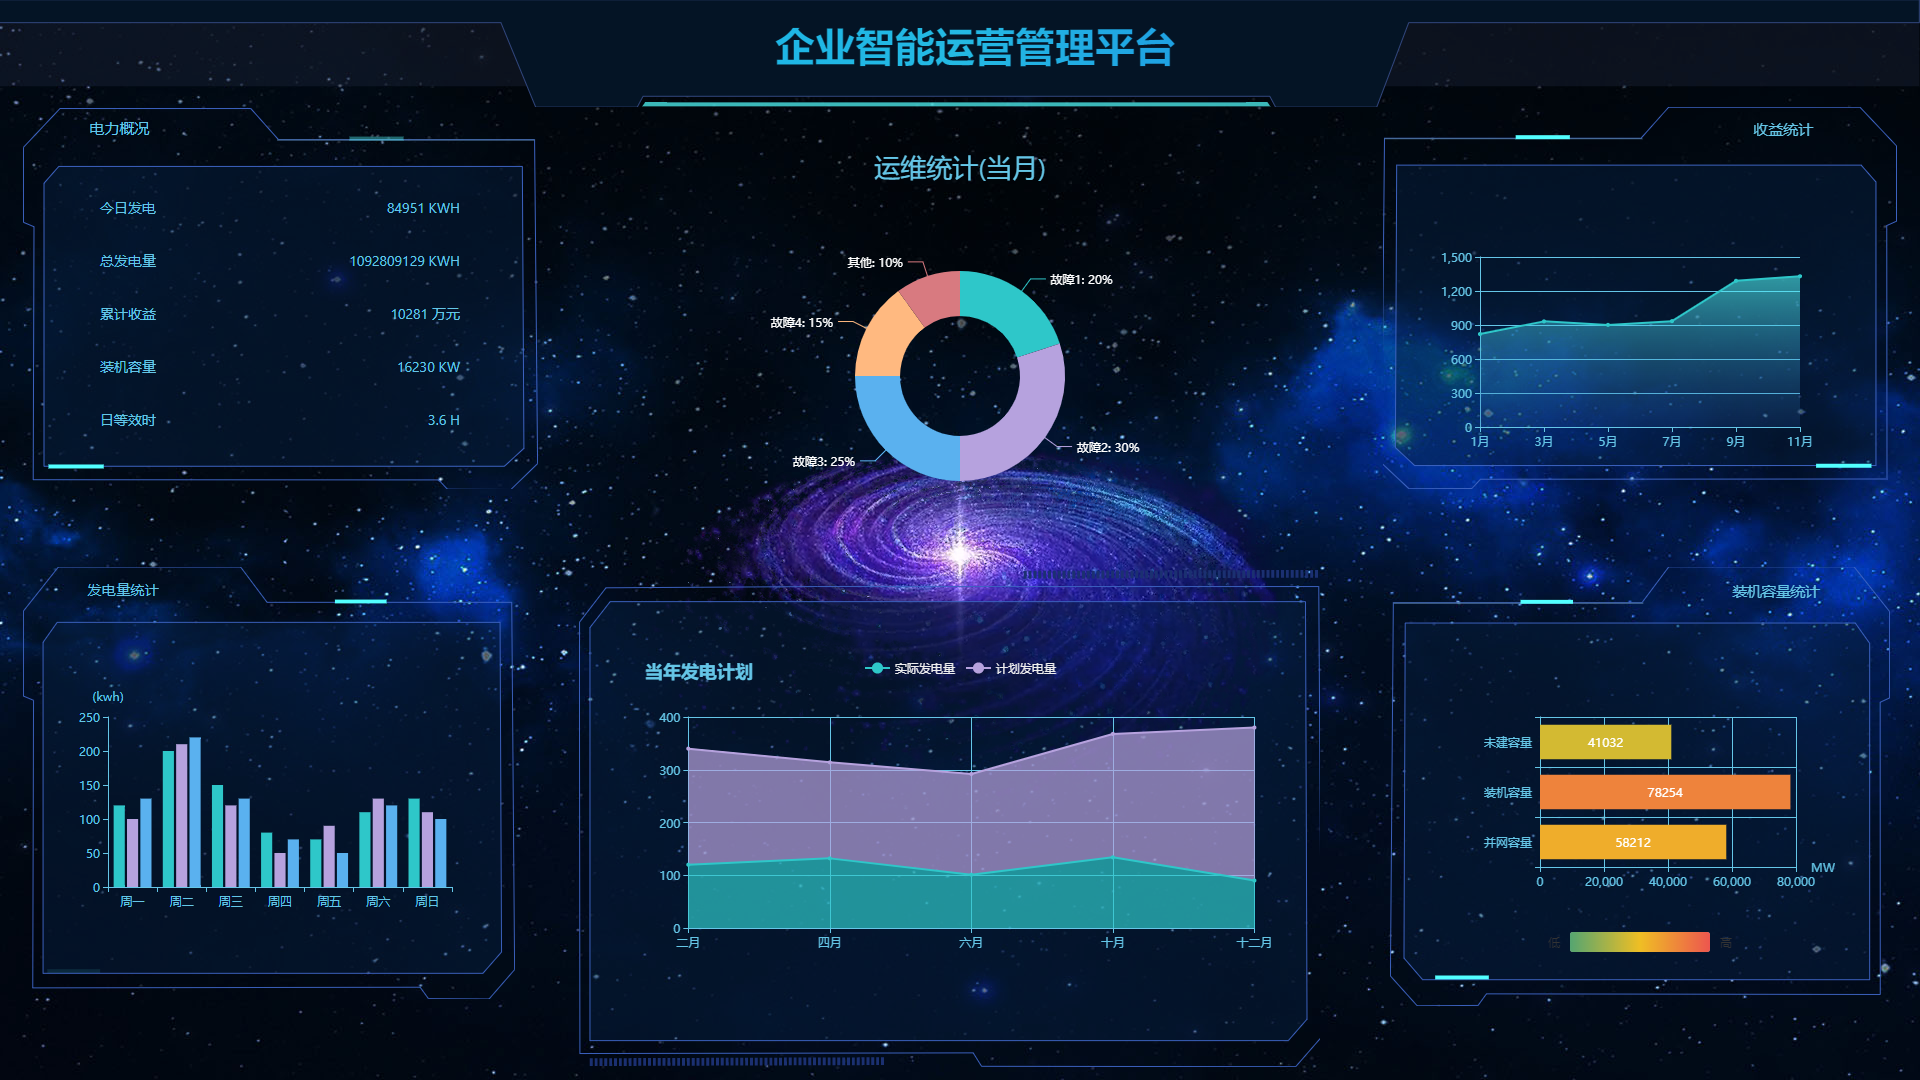 企业智能运营管理平台
电力概况
今日发电 84951 KWH
总发电量 1092809129 KWH
累计收益 10281 万元
装机容量 16230 KW
日等效时 3.6 H
运维统计(当月)
其他: 10%
故障1: 20%
故障4: 15%
故障2: 30%
故障3: 25%
收益统计
1,500
1,200
900
600
300
0
1月 3月 5月 7月 9月 11月
发电量统计
(kwh)
250
200
150
100
50
0
周一 周二 周三 周四 周五 周六 周日
当年发电计划
实际发电量 计划发电量
400
300
200
100
0
二月 四月 六月 十月 十二月
装机容量统计
未建容量 41032
装机容量 78254
并网容量 58212
MW
0 20,000 40,000 60,000 80,000
低 高